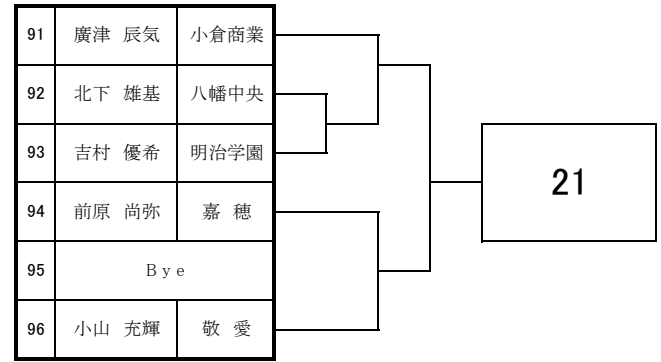 91 廣津 辰気 小倉商業
92 北下 雄基 八幡中央
93 吉村 優希 明治学園
94 前原 尚弥 嘉 穂
95 Bye
96 小山 充輝 敬 愛
21